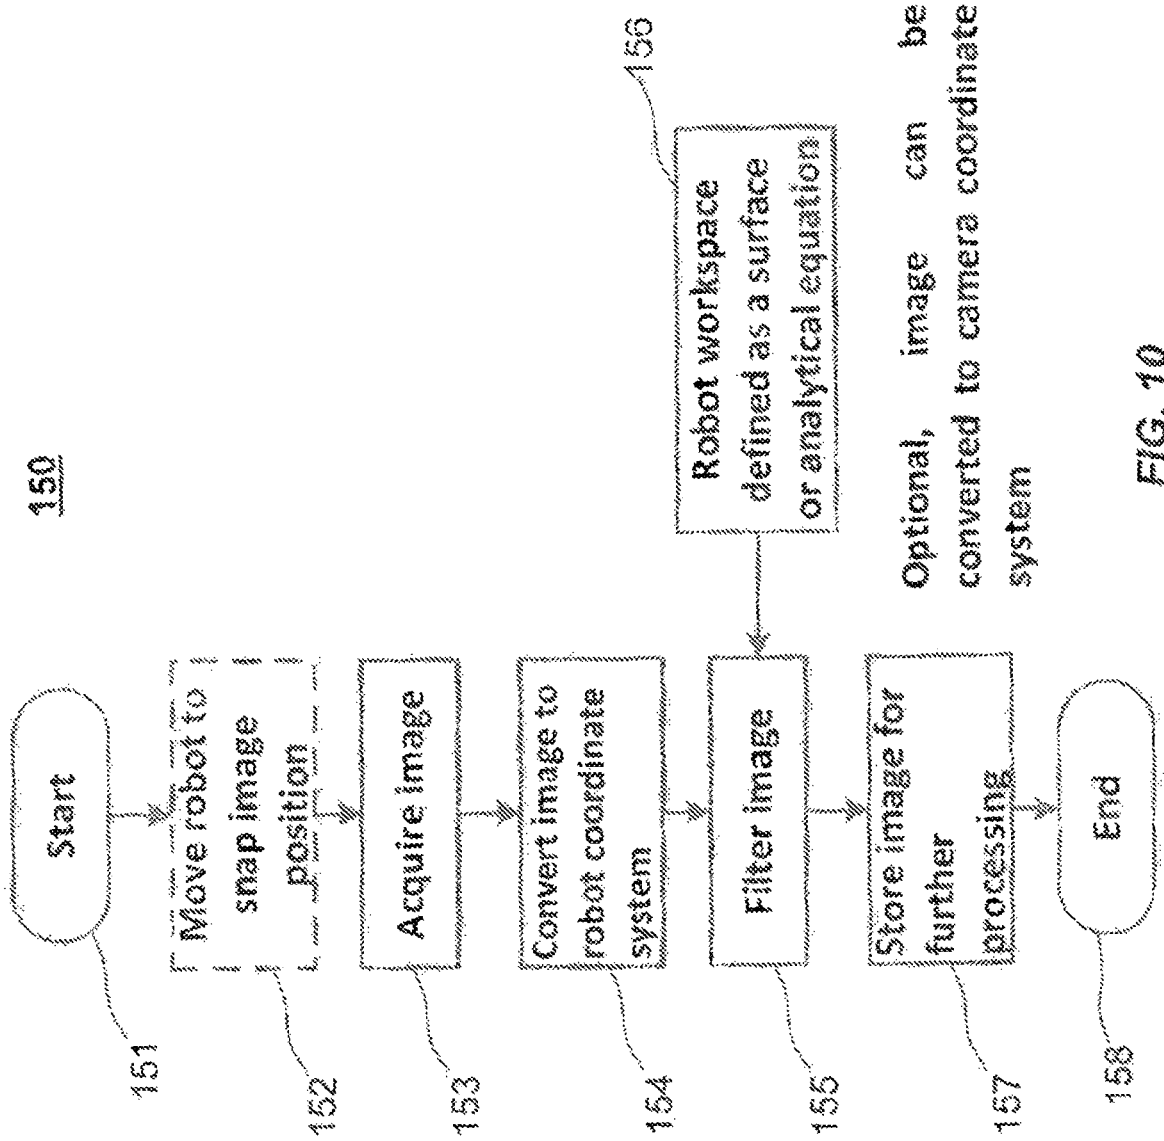 150
Start
151
Move robot to
snap image
position
152
Acquire image
153
Convert image to
robot coordinate
system
154
Filter image
155
Robot workspace
defined as a surface
or analytical equation
156
Store image for
further
processing
157
End
158
Optional, image can be
converted to camera coordinate
system
FIG. 10